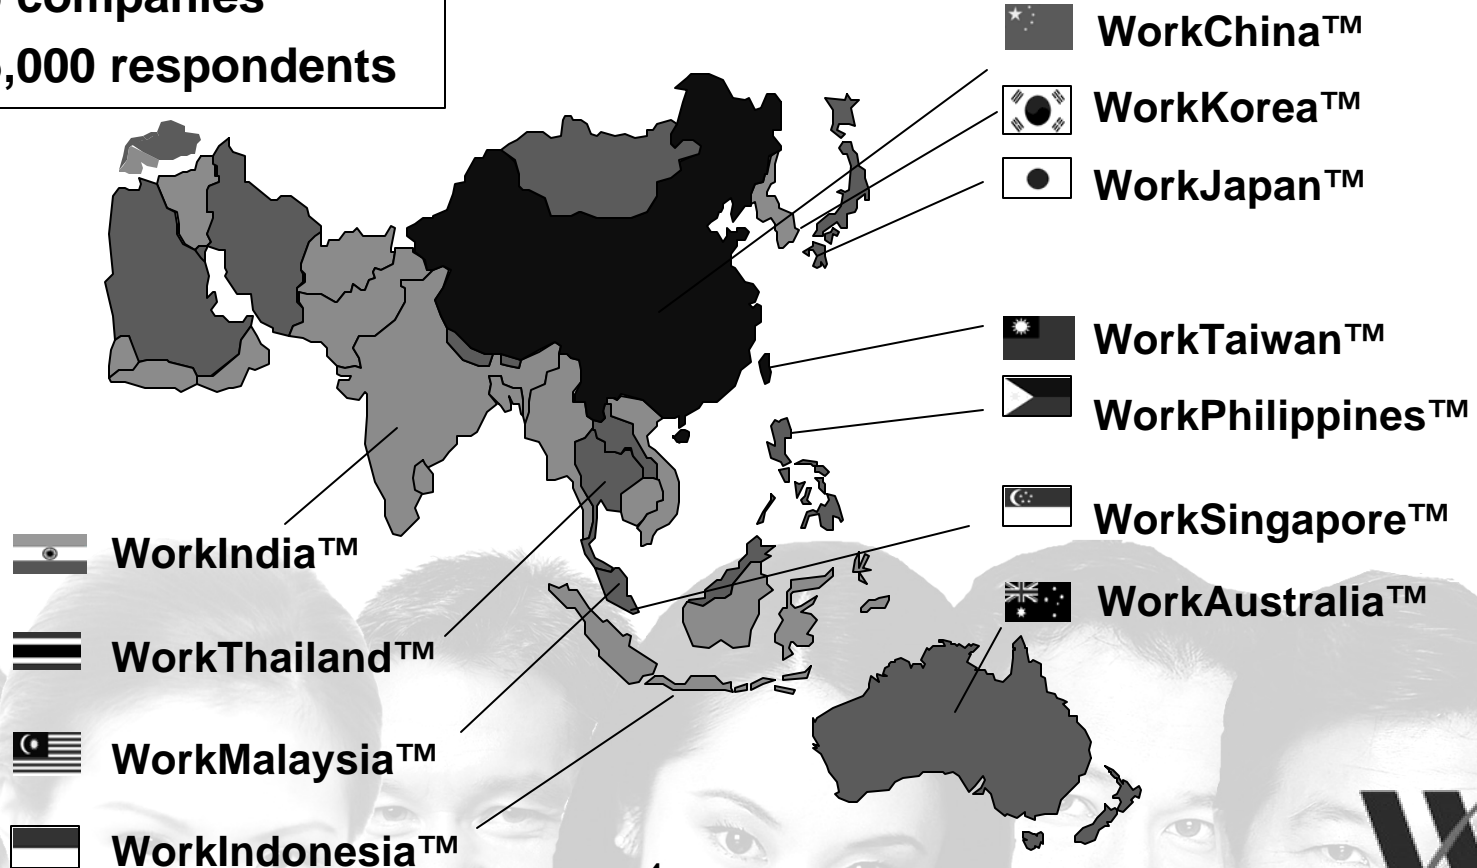 companies
,000 respondents
WorkChina™
WorkKorea™
WorkJapan™
WorkTaiwan™
WorkPhilippines™
WorkSingapore™
WorkAustralia™
WorkIndia™
WorkThailand™
WorkMalaysia™
WorkIndonesia™